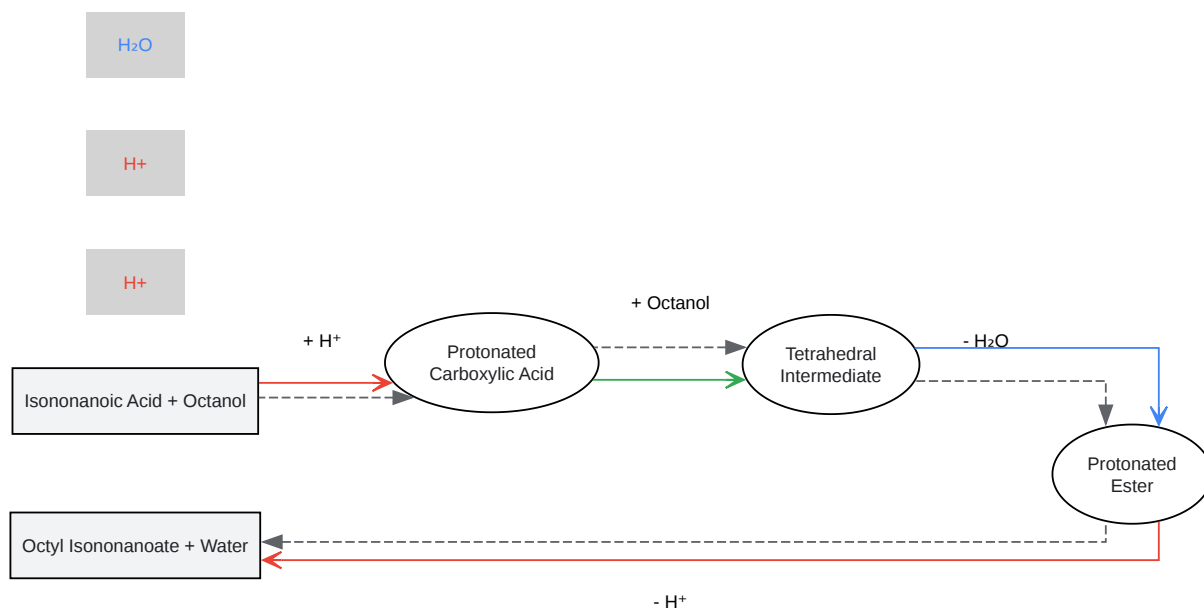 H₂O
H+
H+
+ Octanol
+ H⁺
- H₂O
Protonated
Carboxylic Acid
Tetrahedral
Intermediate
Isononanoic Acid + Octanol
Protonated
Ester
Octyl Isononanoate + Water
- H⁺